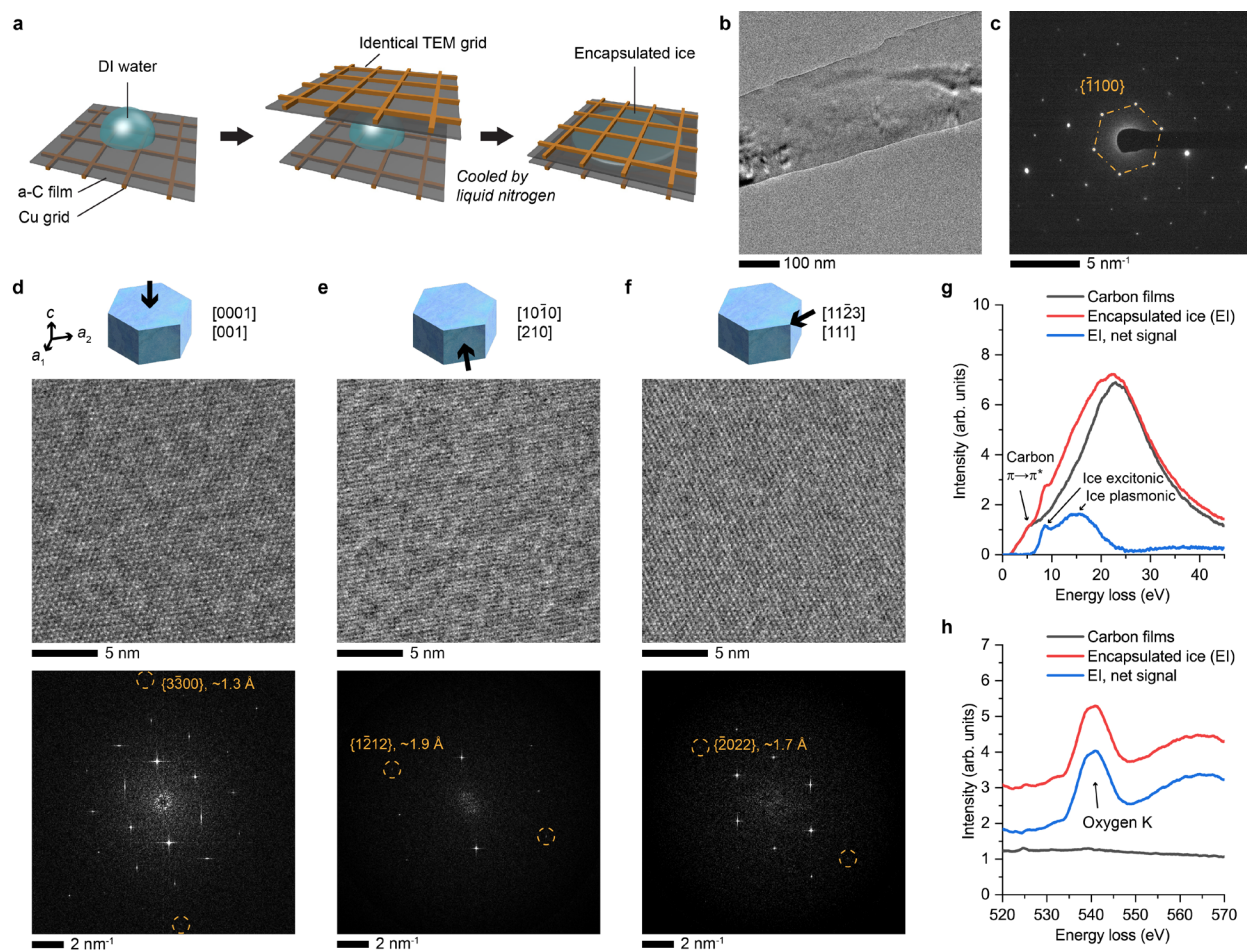 a
DI water
a-C film
Cu grid
Identical TEM grid
Cooled by
liquid nitrogen
Encapsulated ice
b
100 nm
c
{1̄100}
5 nm⁻¹
d
c
a₂
a₁
[0001]
[001]
5 nm
{33̄00}, ~1.3 Å
2 nm⁻¹
e
[101̄0]
[210]
5 nm
{12̄12}, ~1.9 Å
2 nm⁻¹
f
[112̄3]
[111]
5 nm
{2̄022}, ~1.7 Å
2 nm⁻¹
g
Carbon films
Encapsulated ice (EI)
EI, net signal
Carbon
π→π*
Ice excitonic
Ice plasmonic
Intensity (arb. units)
10
8
6
4
2
0
0 10 20 30 40
Energy loss (eV)
h
Carbon films
Encapsulated ice (EI)
EI, net signal
Oxygen K
Intensity (arb. units)
7
6
5
4
3
2
1
0
520 530 540 550 560 570
Energy loss (eV)